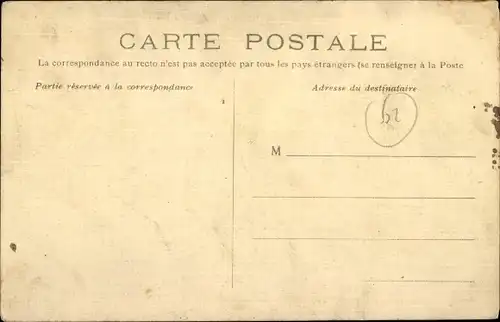 CARTE POSTALE
La correspondance au recto n'est pas acceptée par tous les pays étrangers (se renseigner à la Poste
Partie réservée à la correspondance
Adresse du destinataire
M